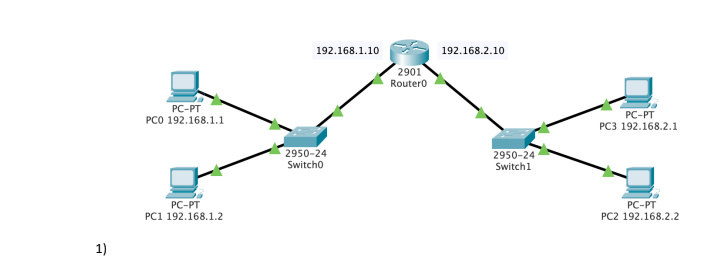 192.168.1.10
192.168.2.10
2901
Router0
PC-PT
PC0 192.168.1.1
PC-PT
PC3 192.168.2.1
2950-24
Switch0
2950-24
Switch1
PC-PT
PC1 192.168.1.2
PC-PT
PC2 192.168.2.2
1)